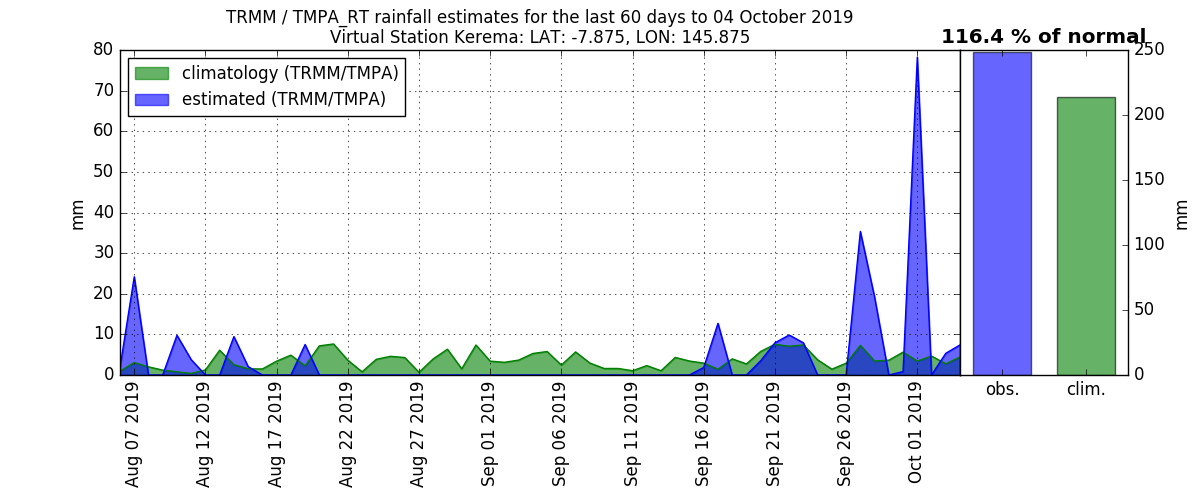 TRMM / TMPA_RT rainfall estimates for the last 60 days to 04 October 2019
Virtual Station Kerema: LAT: -7.875, LON: 145.875
116.4 % of normal
climatology (TRMM/TMPA)
estimated (TRMM/TMPA)
mm
80
70
60
50
40
30
20
10
0
Aug 07 2019
Aug 12 2019
Aug 17 2019
Aug 22 2019
Aug 27 2019
Sep 01 2019
Sep 06 2019
Sep 11 2019
Sep 16 2019
Sep 21 2019
Sep 26 2019
Oct 01 2019
obs.
clim.
250
200
150
100
50
0
mm